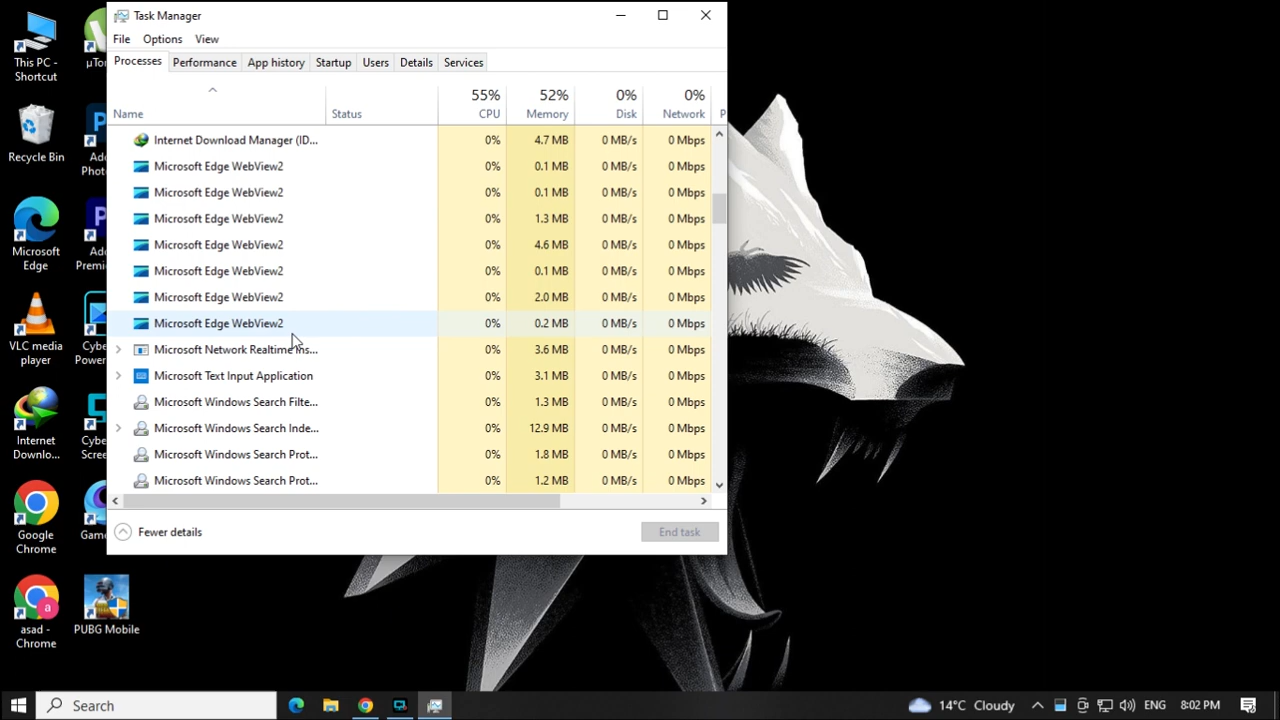 This PC -
Shortcut
μTor
Recycle Bin
Ado
Phot
Microsoft
Edge
Ado
Premi
VLC media
player
Cybe
Power
Internet
Downlo...
Cybe
Scree
Google
Chrome
Gam
asad -
Chrome
PUBG Mobile
Task Manager
File Options View
Processes Performance App history Startup Users Details Services
55% 52% 0% 0%
Name Status CPU Memory Disk Network P
Internet Download Manager (ID... 0% 4.7 MB 0 MB/s 0 Mbps
Microsoft Edge WebView2 0% 0.1 MB 0 MB/s 0 Mbps
Microsoft Edge WebView2 0% 0.1 MB 0 MB/s 0 Mbps
Microsoft Edge WebView2 0% 1.3 MB 0 MB/s 0 Mbps
Microsoft Edge WebView2 0% 4.6 MB 0 MB/s 0 Mbps
Microsoft Edge WebView2 0% 0.1 MB 0 MB/s 0 Mbps
Microsoft Edge WebView2 0% 2.0 MB 0 MB/s 0 Mbps
Microsoft Edge WebView2 0% 0.2 MB 0 MB/s 0 Mbps
Microsoft Network Realtime Ins... 0% 3.6 MB 0 MB/s 0 Mbps
Microsoft Text Input Application 0% 3.1 MB 0 MB/s 0 Mbps
Microsoft Windows Search Filte... 0% 1.3 MB 0 MB/s 0 Mbps
Microsoft Windows Search Inde... 0% 12.9 MB 0 MB/s 0 Mbps
Microsoft Windows Search Prot... 0% 1.8 MB 0 MB/s 0 Mbps
Microsoft Windows Search Prot... 0% 1.2 MB 0 MB/s 0 Mbps
Fewer details End task
Search 14°C Cloudy ENG 8:02 PM